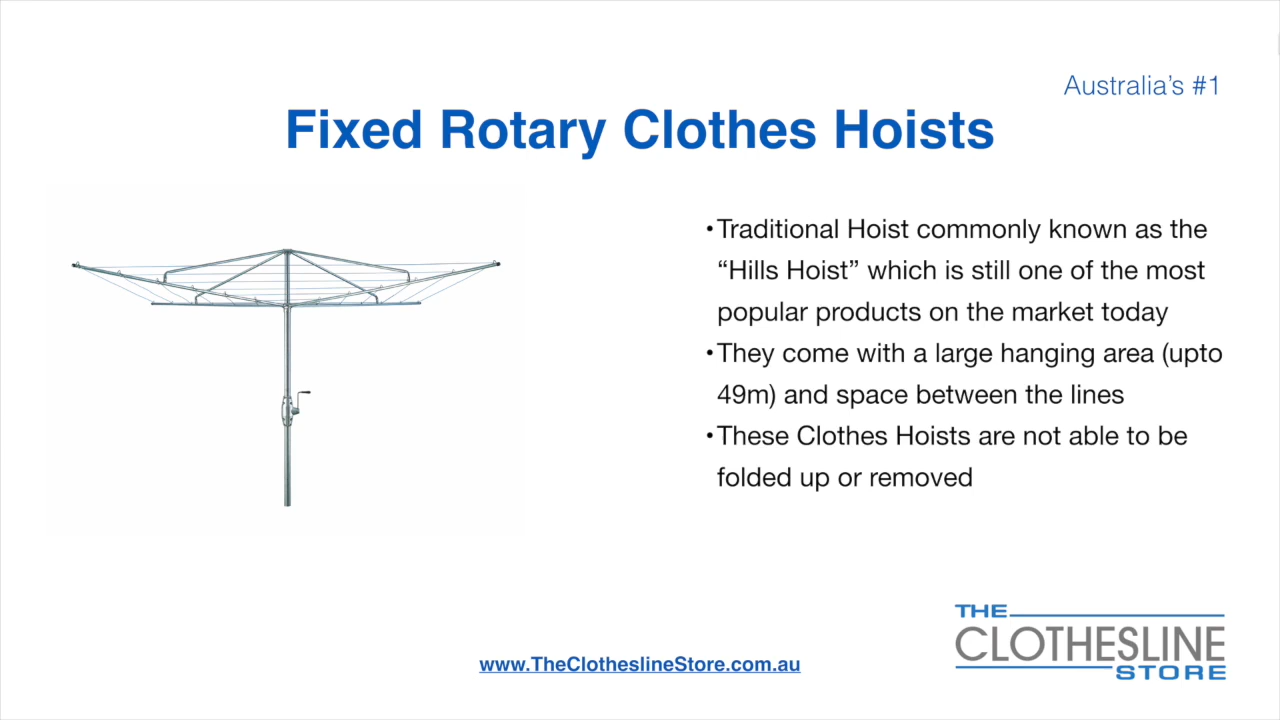 Australia’s #1
Fixed Rotary Clothes Hoists
•Traditional Hoist commonly known as the
“Hills Hoist” which is still one of the most
popular products on the market today
•They come with a large hanging area (upto
49m) and space between the lines
•These Clothes Hoists are not able to be
folded up or removed
THE
CLOTHESLINE
STORE
www.TheClotheslineStore.com.au